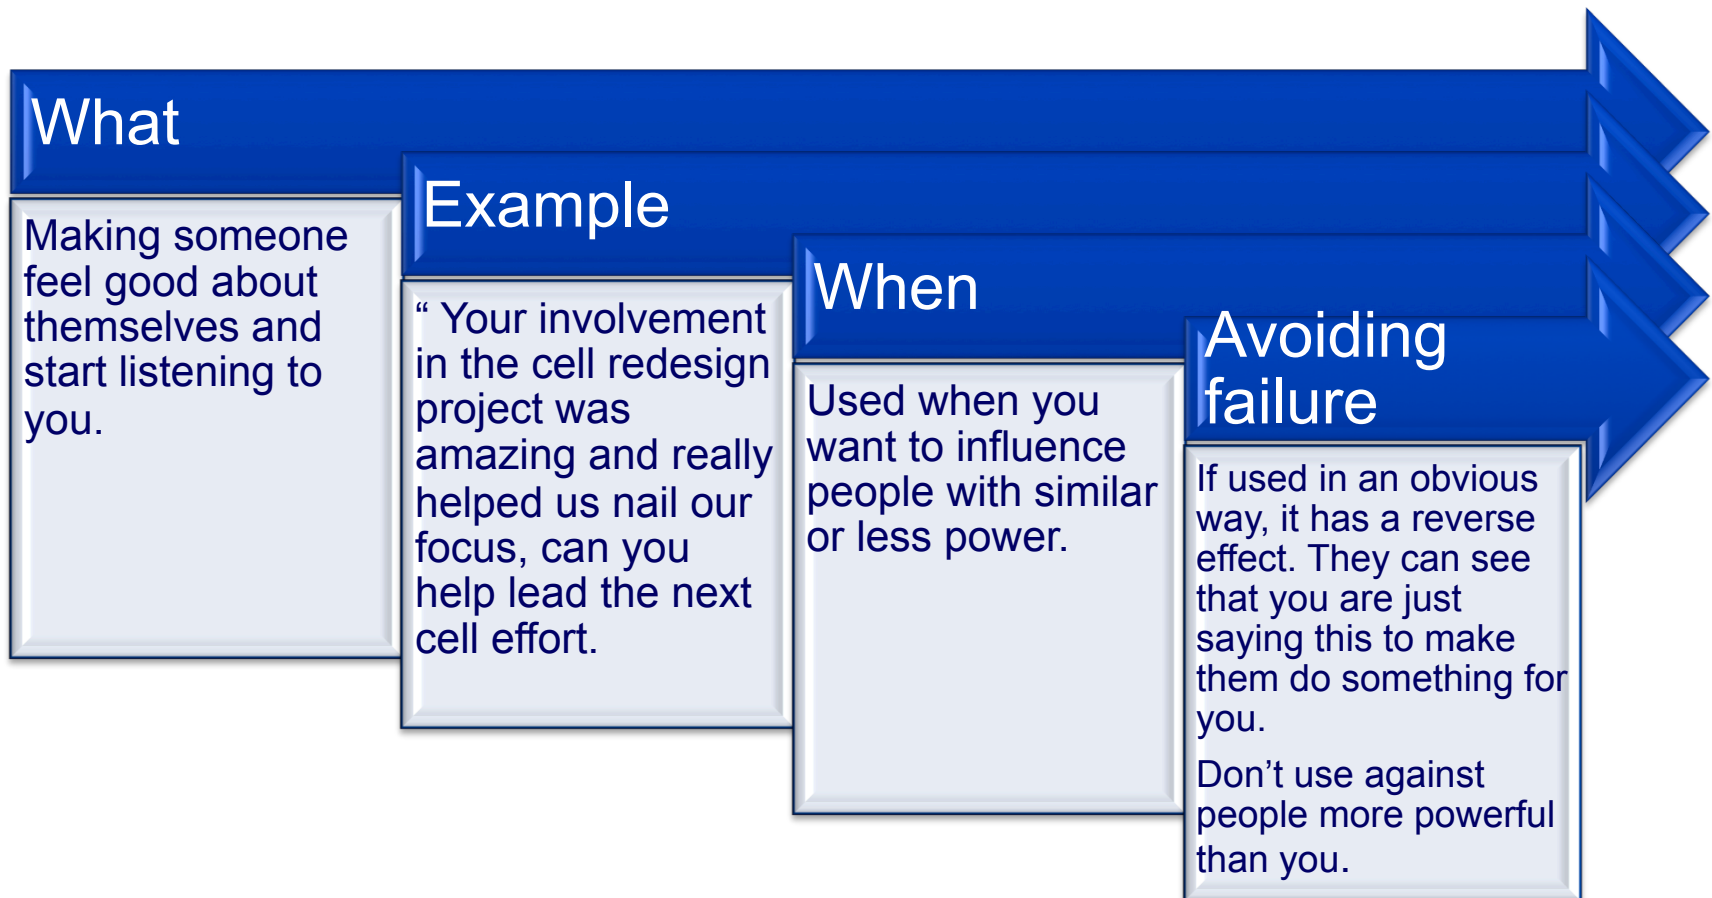 What
Making someone
feel good about
themselves and
start listening to
you.
Example
“ Your involvement
in the cell redesign
project was
amazing and really
helped us nail our
focus, can you
help lead the next
cell effort.
When
Used when you
want to influence
people with similar
or less power.
Avoiding
failure
If used in an obvious
way, it has a reverse
effect. They can see
that you are just
saying this to make
them do something for
you.
Don’t use against
people more powerful
than you.